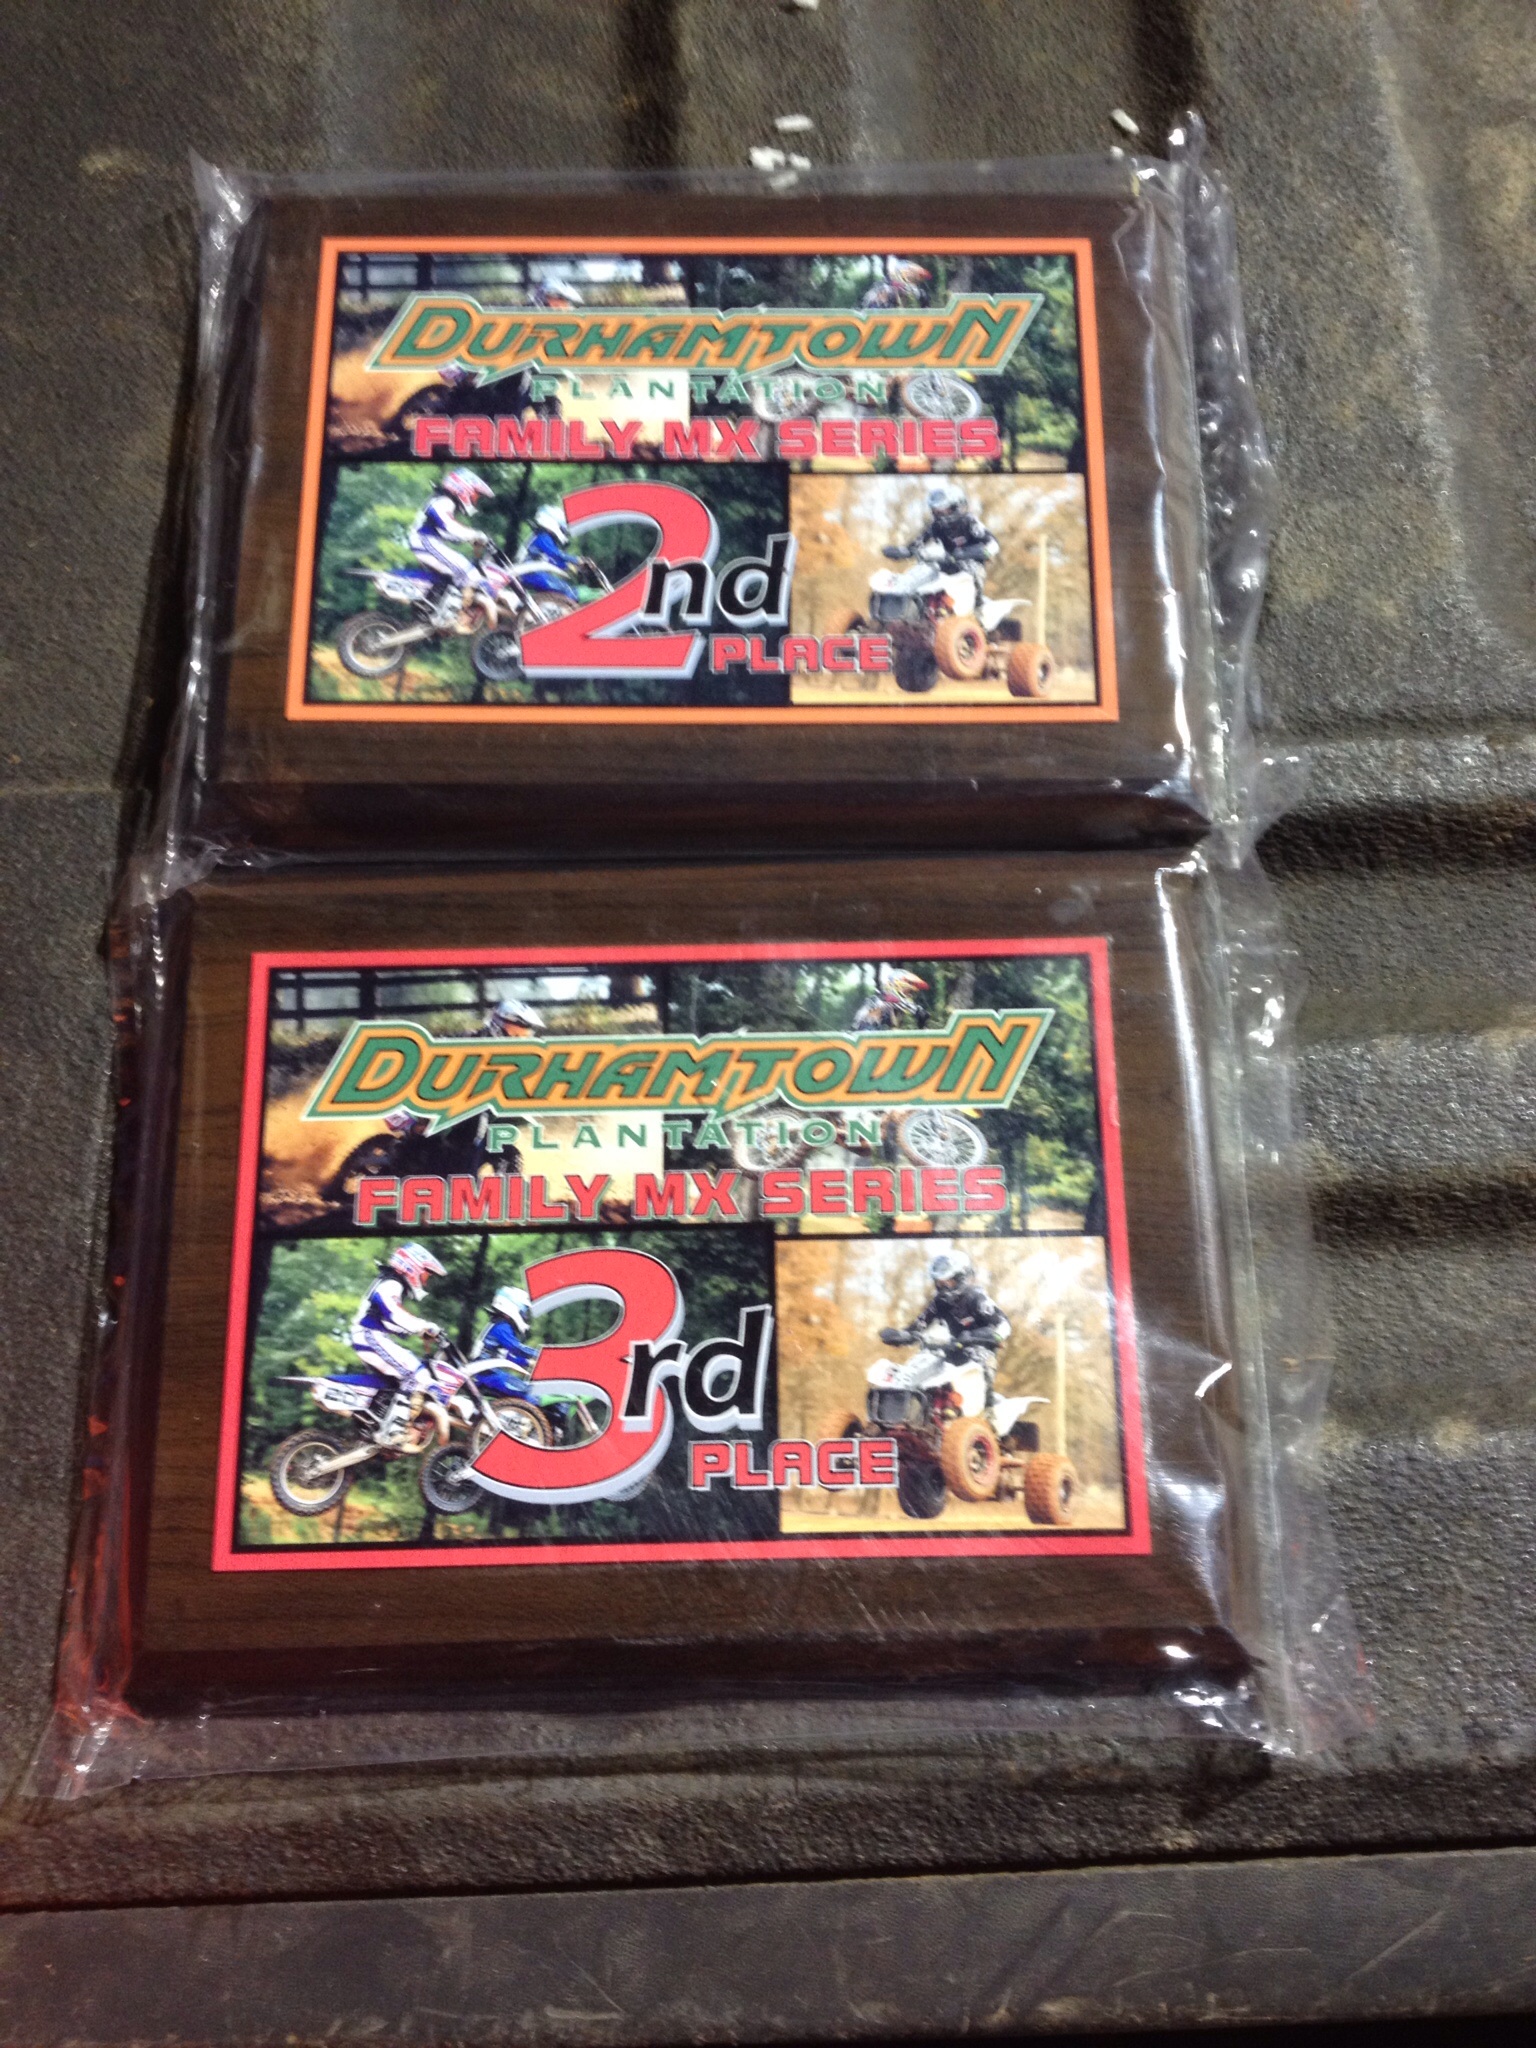 DURHAMTOWN
PLANTATION
FAMILY MX SERIES
2nd
PLACE
DURHAMTOWN
PLANTATION
FAMILY MX SERIES
3rd
PLACE